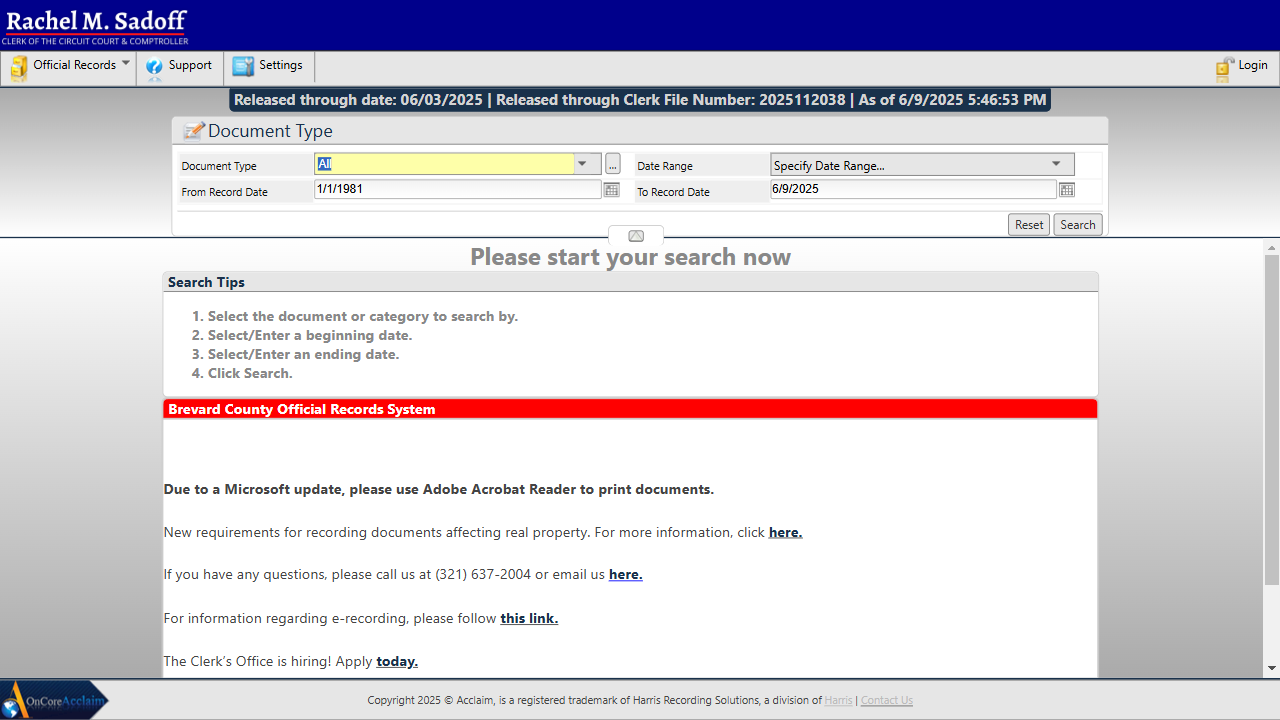 Rachel M. Sadoff
CLERK OF THE CIRCUIT COURT & COMPTROLLER
Official Records
Support
Settings
Login
Released through date: 06/03/2025 | Released through Clerk File Number: 2025112038 | As of 6/9/2025 5:46:53 PM
Document Type
Document Type
All
...
Date Range
Specify Date Range...
From Record Date
1/1/1981
To Record Date
6/9/2025
Reset
Search
Please start your search now
Search Tips
1. Select the document or category to search by.
2. Select/Enter a beginning date.
3. Select/Enter an ending date.
4. Click Search.
Brevard County Official Records System
Due to a Microsoft update, please use Adobe Acrobat Reader to print documents.
New requirements for recording documents affecting real property. For more information, click here.
If you have any questions, please call us at (321) 637-2004 or email us here.
For information regarding e-recording, please follow this link.
The Clerk's Office is hiring! Apply today.
OnCoreAcclaim
Copyright 2025 © Acclaim, is a registered trademark of Harris Recording Solutions, a division of Harris | Contact Us